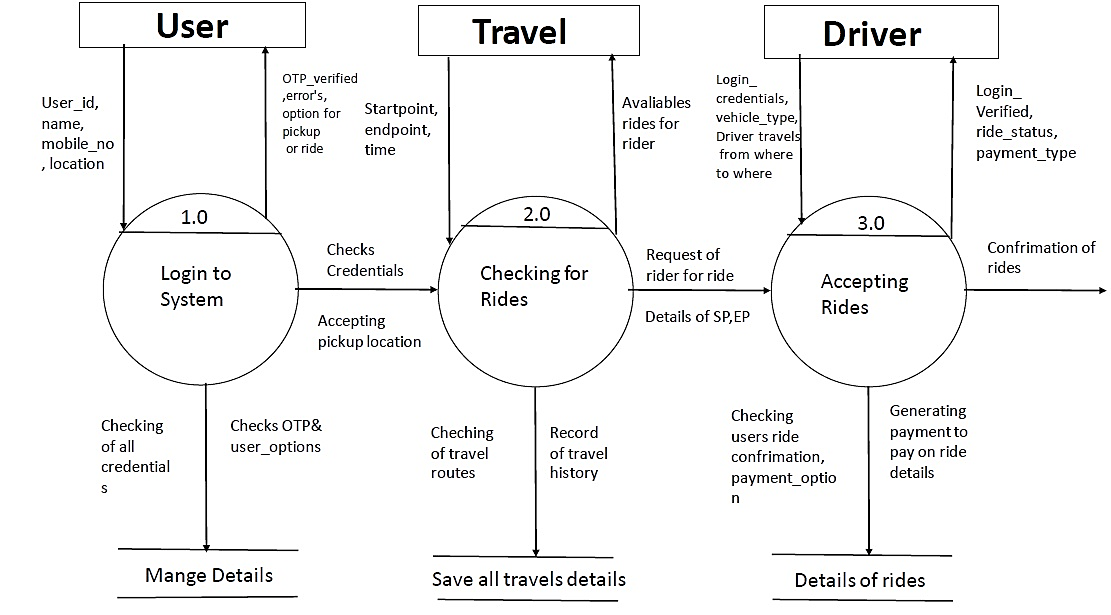 User
Travel
Driver
User_id,
name,
mobile_no
, location
OTP_verified
,error's,
option for
pickup
or ride
Startpoint,
endpoint,
time
Avaliables
rides for
rider
Login_
credentials,
vehicle_type,
Driver travels
from where
to where
Login_
Verified,
ride_status,
payment_type
1.0
Login to
System
Checks
Credentials
Accepting
pickup location
2.0
Checking for
Rides
Request of
rider for ride
Details of SP,EP
3.0
Accepting
Rides
Confrimation of
rides
Checking
of all
credential
s
Checks OTP&
user_options
Cheching
of travel
routes
Record
of travel
history
Checking
users ride
confrimation,
payment_optio
n
Generating
payment to
pay on ride
details
Mange Details
Save all travels details
Details of rides